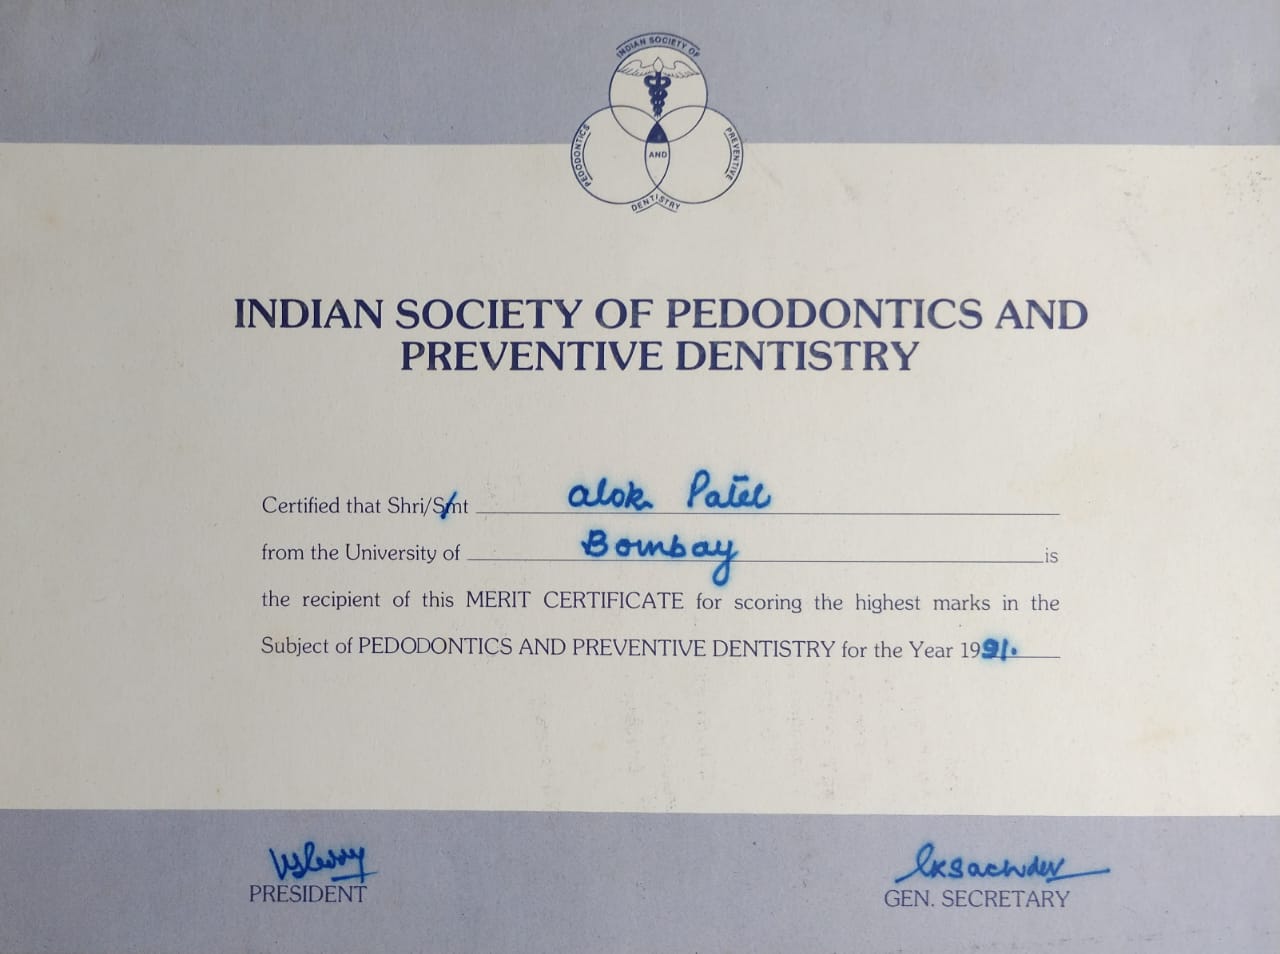 INDIAN SOCIETY OF
PEDODONTICS
AND
PREVENTIVE
DENTISTRY
INDIAN SOCIETY OF PEDODONTICS AND
PREVENTIVE DENTISTRY
Certified that Shri/Smt Alok Patel
from the University of Bombay is
the recipient of this MERIT CERTIFICATE for scoring the highest marks in the
Subject of PEDODONTICS AND PREVENTIVE DENTISTRY for the Year 1991.
PRESIDENT
GEN. SECRETARY